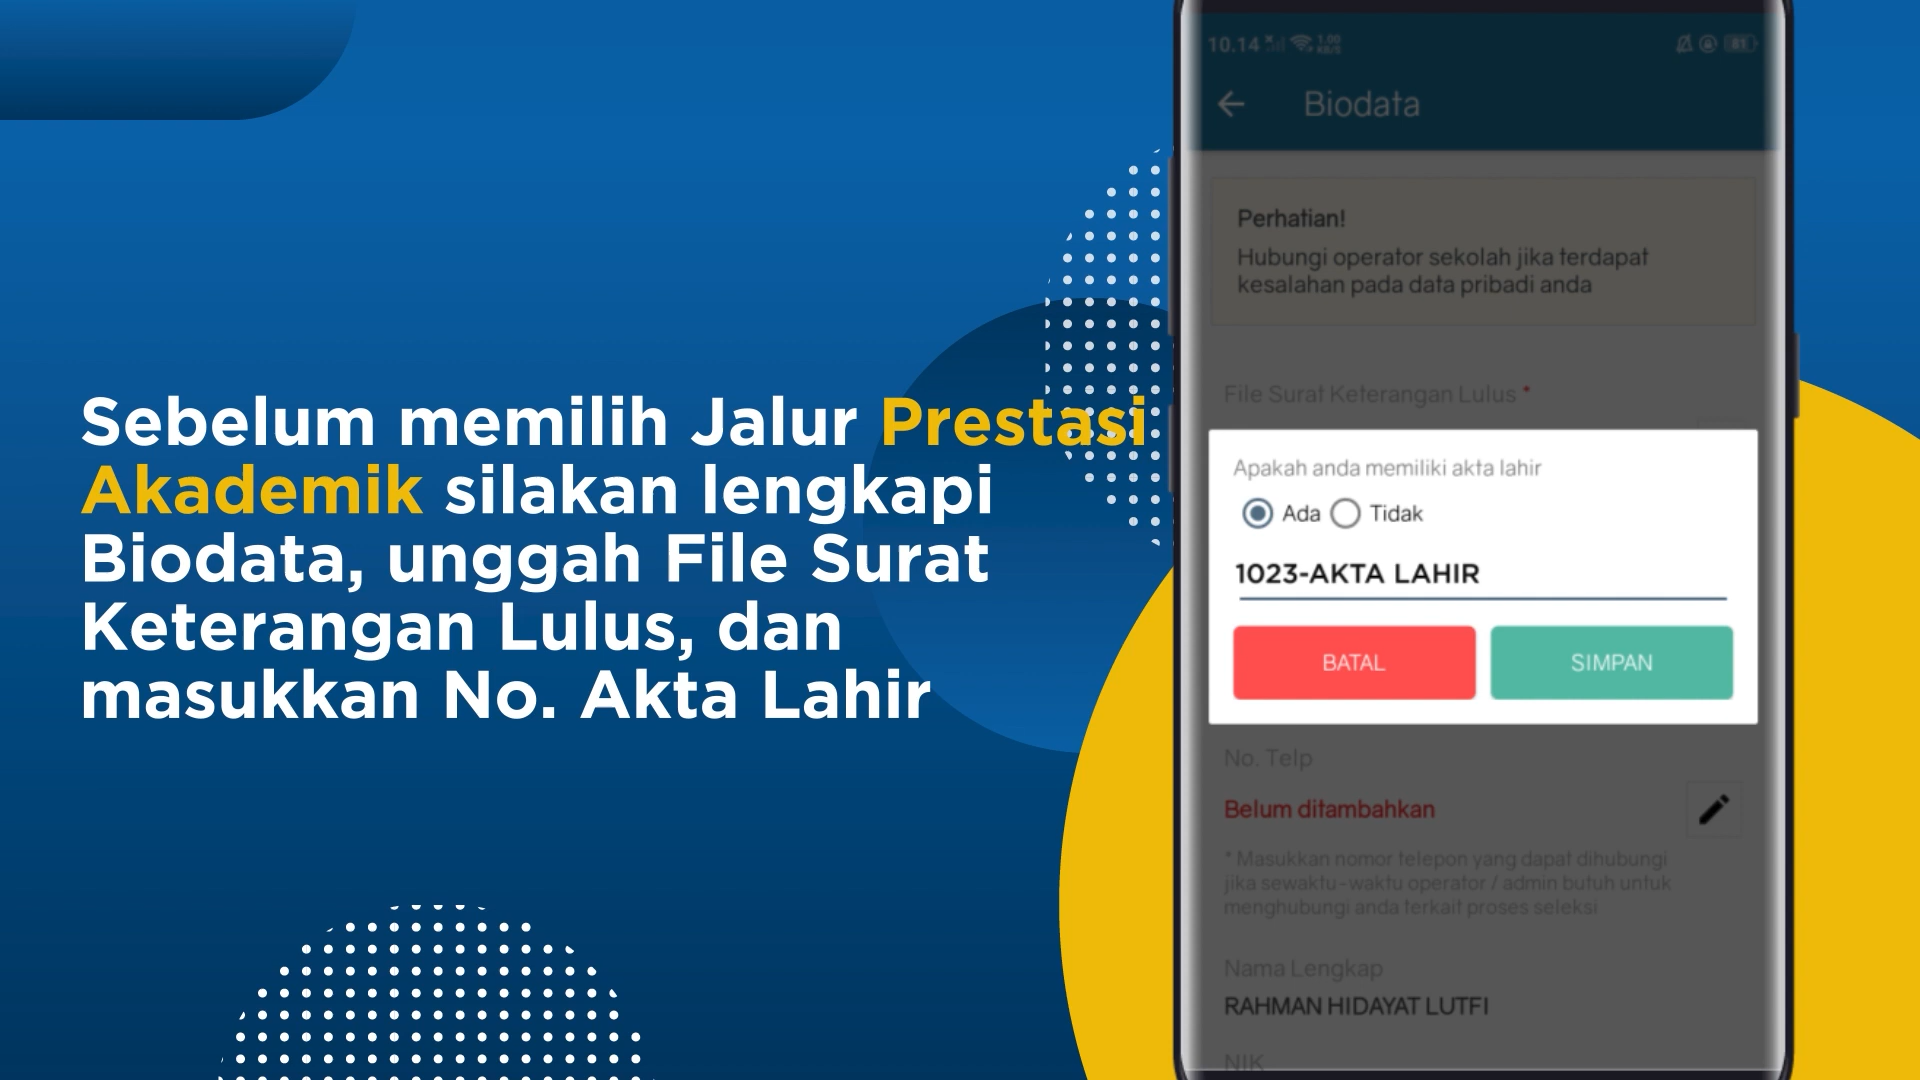 Sebelum memilih Jalur Prestasi
Akademik silakan lengkapi
Biodata, unggah File Surat
Keterangan Lulus, dan
masukkan No. Akta Lahir
10.14
1.00
KB/S
81
Biodata
Perhatian!
Hubungi operator sekolah jika terdapat
kesalahan pada data pribadi anda
File Surat Keterangan Lulus *
Apakah anda memiliki akta lahir
Ada Tidak
1023-AKTA LAHIR
BATAL SIMPAN
No. Telp
Belum ditambahkan
* Masukkan nomor telepon yang dapat dihubungi
jika sewaktu-waktu operator / admin butuh untuk
menghubungi anda terkait proses seleksi
Nama Lengkap
RAHMAN HIDAYAT LUTFI
NIK